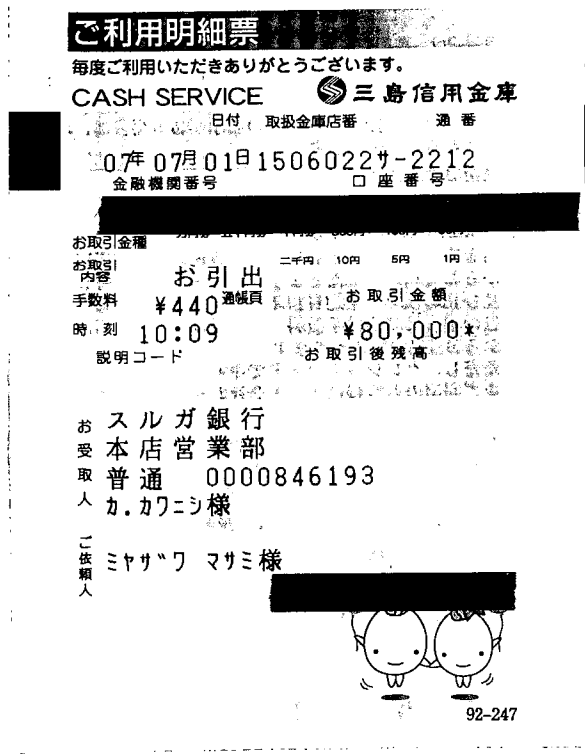 ご利用明細票
毎度ご利用いただきありがとうございます。
CASH SERVICE 三島信用金庫
日付 取扱金庫店番 通番
07年07月01日1506022サ-2212
金融機関番号 口座番号
お取引金種
二千円 10円 5円 1円
お取引内容 お引出
手数料 ¥440 通帳頁 お取引金額
時刻 10:09 ¥80,000*
説明コード お取引後残高
お受取人
スルガ銀行
本店営業部
普通 0000846193
カ.カワニシ様
ご依頼人
ミヤザワ マサミ様
92-247